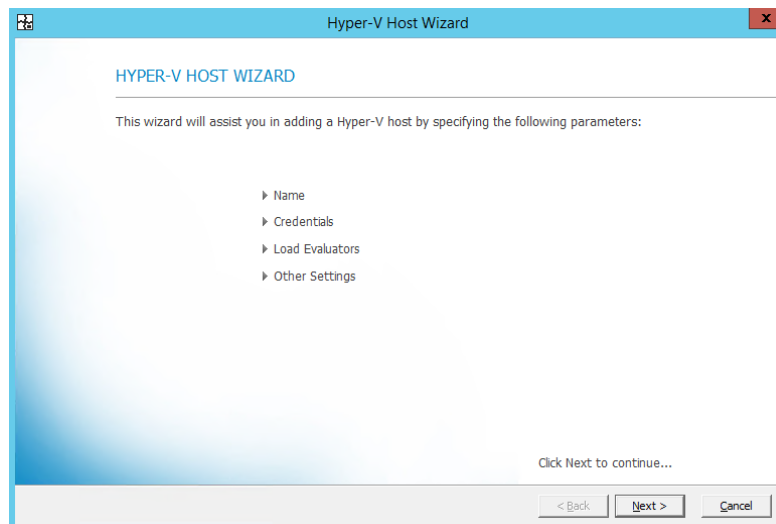 Hyper-V Host Wizard
x
HYPER-V HOST WIZARD
This wizard will assist you in adding a Hyper-V host by specifying the following parameters:
Name
Credentials
Load Evaluators
Other Settings
Click Next to continue...
< Back
Next >
Cancel